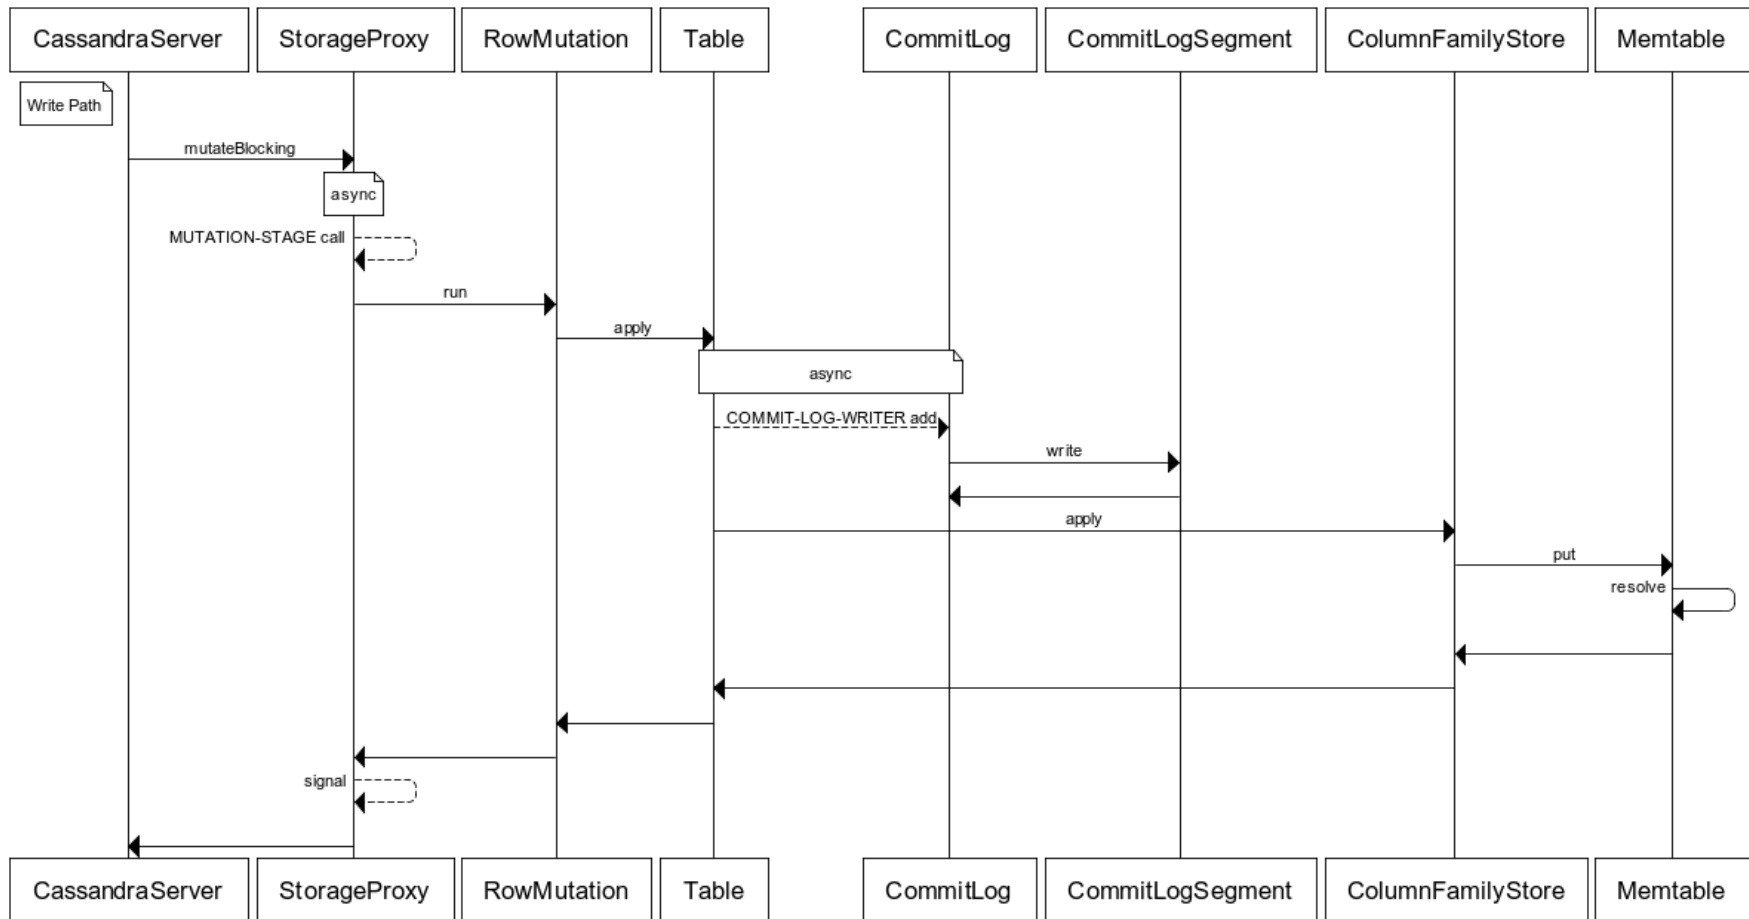 CassandraServer
StorageProxy
RowMutation
Table
CommitLog
CommitLogSegment
ColumnFamilyStore
Memtable
Write Path
mutateBlocking
async
MUTATION-STAGE call
run
apply
async
COMMIT-LOG-WRITER add
write
apply
put
resolve
signal
CassandraServer
StorageProxy
RowMutation
Table
CommitLog
CommitLogSegment
ColumnFamilyStore
Memtable